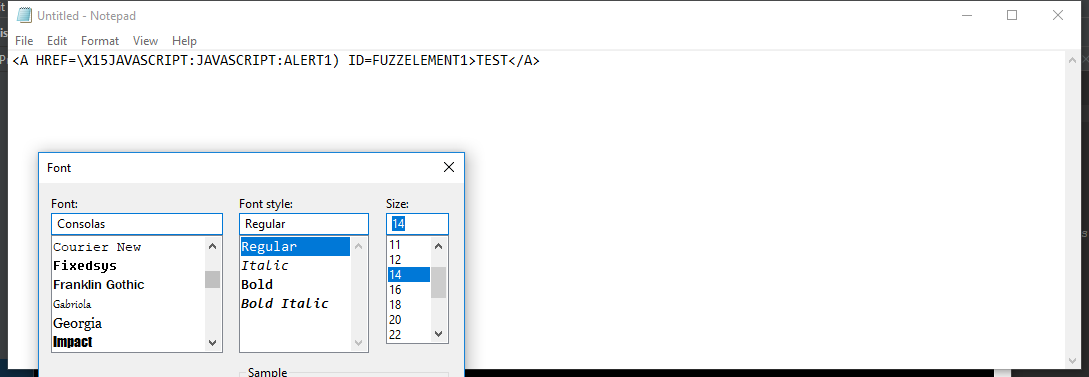 Untitled - Notepad
File Edit Format View Help
<A HREF=\X15JAVASCRIPT:JAVASCRIPT:ALERT1) ID=FUZZELEMENT1>TEST</A>
Font
Font: Font style: Size:
Consolas Regular 14
Courier New Regular 11
Fixedsys Italic 12
Franklin Gothic Bold 14
Gabriola Bold Italic 16
Georgia 18
Impact 20
22
Sample